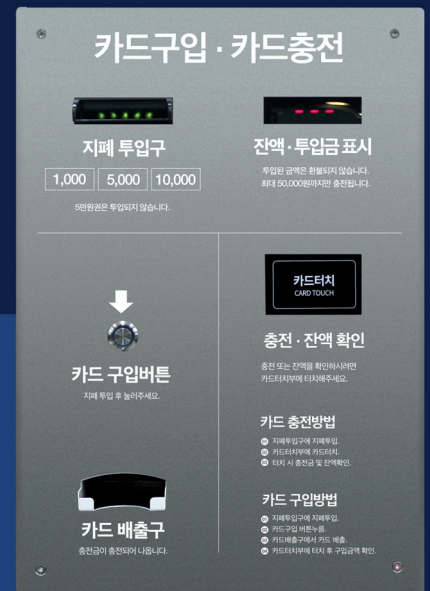 카드구입 · 카드충전
지폐 투입구
1,000 5,000 10,000
5만원권은 투입되지 않습니다.
잔액 · 투입금 표시
투입된 금액은 환불되지 않습니다.
최대 50,000원까지만 충전됩니다.
카드 구입버튼
지폐 투입 후 눌러주세요.
카드 배출구
충전금이 충전되어 나옵니다.
카드터치
CARD TOUCH
충전 · 잔액 확인
충전 또는 잔액을 확인하시려면
카드터치부에 터치해주세요.
카드 충전방법
01 지폐투입구에 지폐투입.
02 카드터치부에 카드터치.
03 터치 시 충전금 및 잔액확인.
카드 구입방법
01 지폐투입구에 지폐투입.
02 카드구입 버튼누름.
03 카드배출구에서 카드 배출.
04 카드터치부에 터치 후 구입금액 확인.